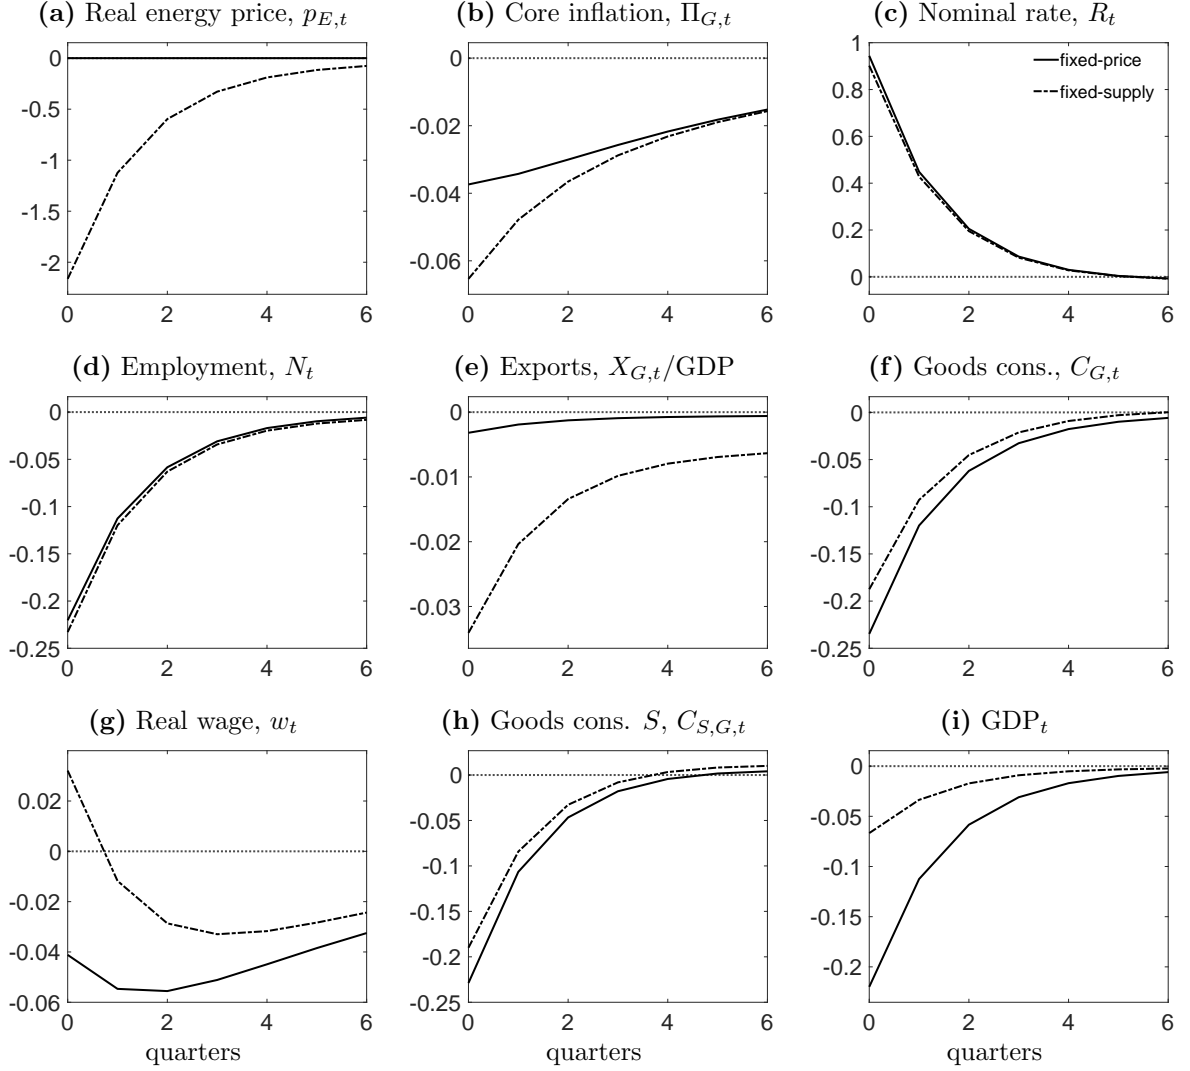 (a) Real energy price, p_{E,t}
(b) Core inflation, Π_{G,t}
(c) Nominal rate, R_t
0
-0.5
-1
-1.5
-2
0 2 4 6
0
-0.02
-0.04
-0.06
0 2 4 6
1
0.8
0.6
0.4
0.2
0
0 2 4 6
fixed-price
fixed-supply
(d) Employment, N_t
(e) Exports, X_{G,t}/GDP
(f) Goods cons., C_{G,t}
0
-0.05
-0.1
-0.15
-0.2
-0.25
0 2 4 6
0
-0.01
-0.02
-0.03
0 2 4 6
0
-0.05
-0.1
-0.15
-0.2
-0.25
0 2 4 6
(g) Real wage, w_t
(h) Goods cons. S, C_{S,G,t}
(i) GDP_t
0.02
0
-0.02
-0.04
-0.06
0 2 4 6
quarters
0
-0.05
-0.1
-0.15
-0.2
-0.25
0 2 4 6
quarters
0
-0.05
-0.1
-0.15
-0.2
0 2 4 6
quarters